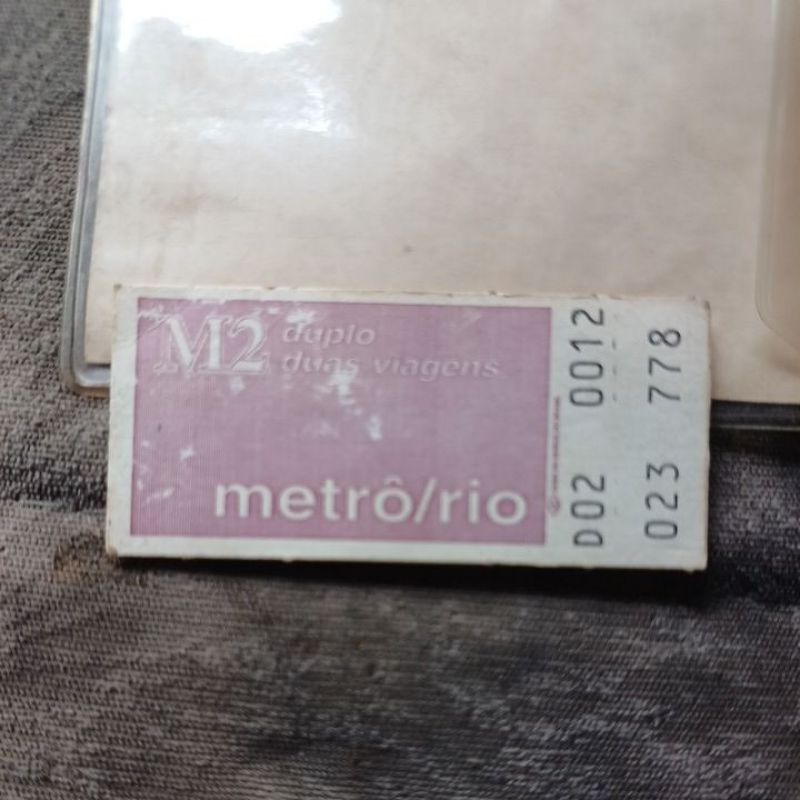 M2 duplo
duas viagens
metrô/rio
D02 0012
023 778